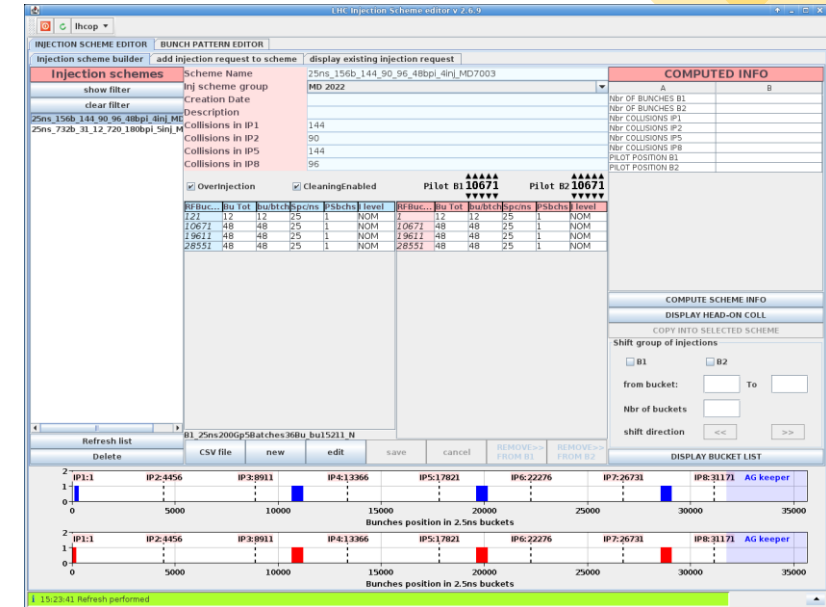 LHC Injection Scheme editor v 2.6.9
lhcop
INJECTION SCHEME EDITOR BUNCH PATTERN EDITOR
Injection scheme builder add injection request to scheme display existing injection request
Injection schemes
show filter
clear filter
25ns_156b_144_90_96_48bpi_4inj_MD
25ns_732b_31_12_720_180bpi_5inj_M
Refresh list
Delete
Scheme Name 25ns_156b_144_90_96_48bpi_4inj_MD7003
Inj scheme group MD 2022
Creation Date
Description
Collisions in IP1 144
Collisions in IP2 90
Collisions in IP5 144
Collisions in IP8 96
OverInjection CleaningEnabled Pilot B1 10671 Pilot B2 10671
RFBuc... Bu Tot bu/btch Spc/ns PSbchs I level RFBuc... Bu Tot bu/btch Spc/ns PSbchs I level
121 12 12 25 1 NOM 1 12 12 25 1 NOM
10671 48 48 25 1 NOM 10671 48 48 25 1 NOM
19611 48 48 25 1 NOM 19611 48 48 25 1 NOM
28551 48 48 25 1 NOM 28551 48 48 25 1 NOM
B1_25ns200Gp5Batches36Bu_bu15211_N
CSV file new edit save cancel REMOVE>> FROM B1 REMOVE>> FROM B2
COMPUTED INFO
A B
Nbr OF BUNCHES B1
Nbr OF BUNCHES B2
Nbr COLLISIONS IP1
Nbr COLLISIONS IP2
Nbr COLLISIONS IP5
Nbr COLLISIONS IP8
PILOT POSITION B1
PILOT POSITION B2
COMPUTE SCHEME INFO
DISPLAY HEAD-ON COLL
COPY INTO SELECTED SCHEME
Shift group of injections
B1 B2
from bucket: To
Nbr of buckets
shift direction << >>
DISPLAY BUCKET LIST
2
IP1:1 IP2:4456 IP3:8911 IP4:13366 IP5:17821 IP6:22276 IP7:26731 IP8:31171 AG keeper
1
0
0 5000 10000 15000 20000 25000 30000 35000
Bunches position in 2.5ns buckets
2
IP1:1 IP2:4456 IP3:8911 IP4:13366 IP5:17821 IP6:22276 IP7:26731 IP8:31171 AG keeper
1
0
0 5000 10000 15000 20000 25000 30000 35000
Bunches position in 2.5ns buckets
15:23:41 Refresh performed